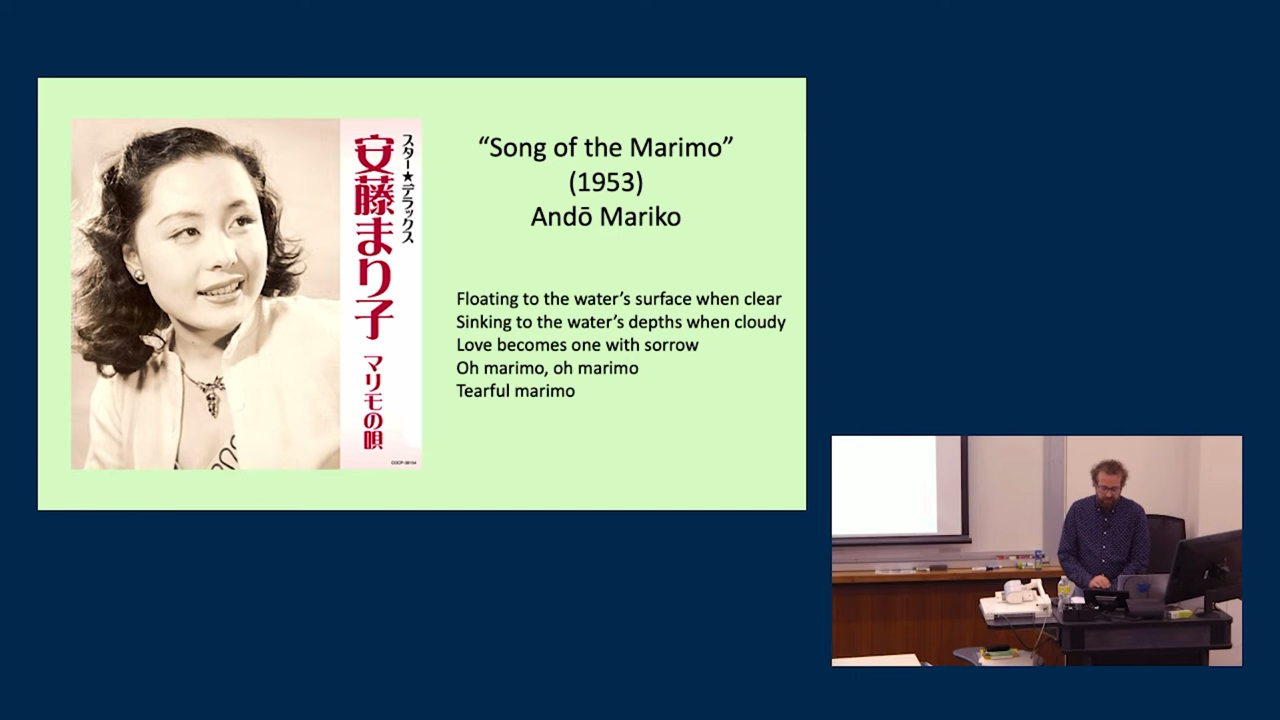 スター★デラックス
安藤まり子
マリモの唄
COCP-36194
“Song of the Marimo”
(1953)
Andō Mariko
Floating to the water’s surface when clear
Sinking to the water’s depths when cloudy
Love becomes one with sorrow
Oh marimo, oh marimo
Tearful marimo